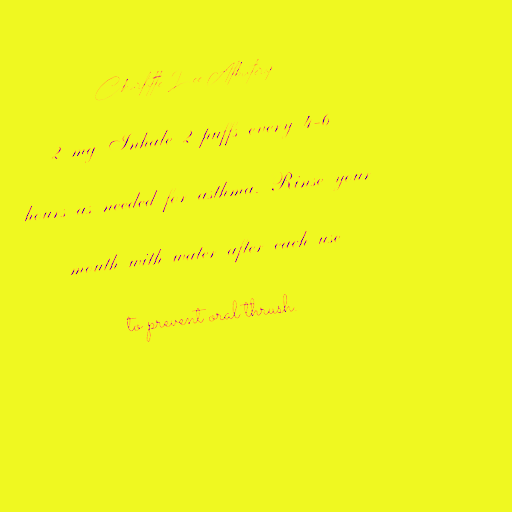 2 mg Inhale 2 puffs every 4-6
hours as needed for asthma. Rinse your
mouth with water after each use
to prevent oral thrush